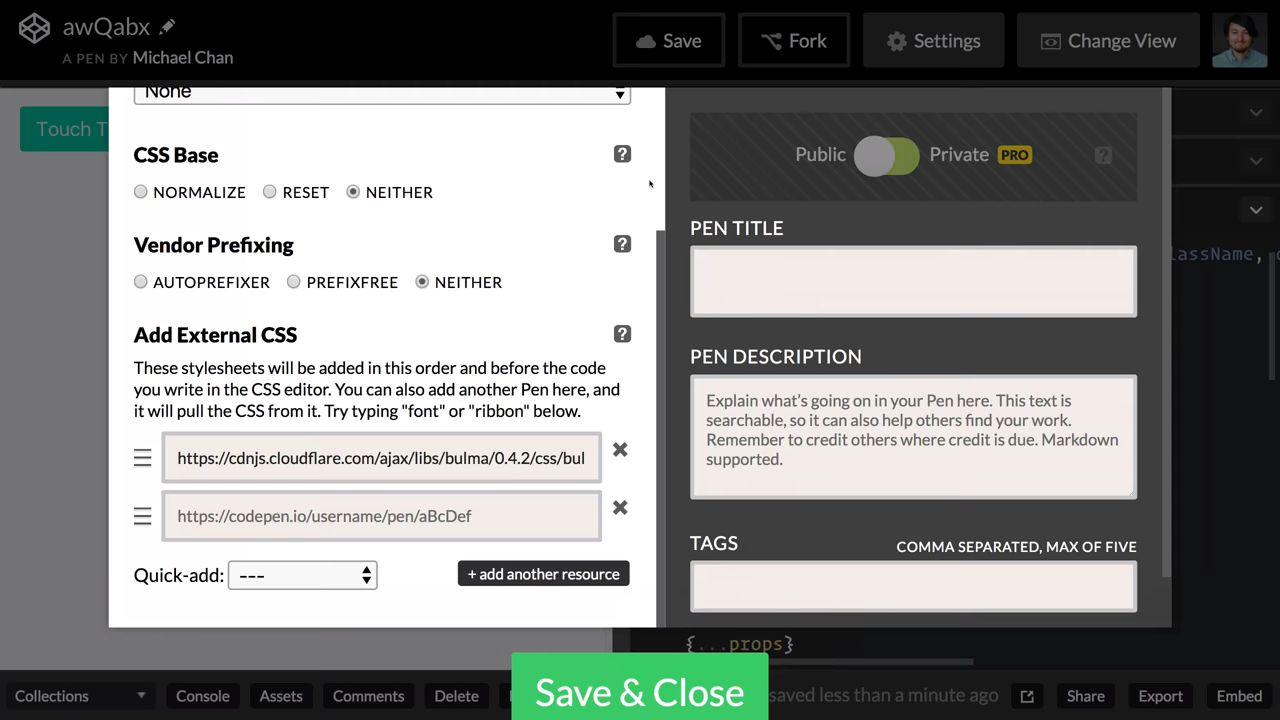 awQabx
A PEN BY Michael Chan
Save
Fork
Settings
Change View
Touch T
None
CSS Base
?
NORMALIZE
RESET
NEITHER
Vendor Prefixing
?
AUTOPREFIXER
PREFIXFREE
NEITHER
Add External CSS
?
These stylesheets will be added in this order and before the code
you write in the CSS editor. You can also add another Pen here, and
it will pull the CSS from it. Try typing "font" or "ribbon" below.
https://cdnjs.cloudflare.com/ajax/libs/bulma/0.4.2/css/bul
https://codepen.io/username/pen/aBcDef
Quick-add:
---
+ add another resource
Public
Private PRO
?
PEN TITLE
PEN DESCRIPTION
Explain what's going on in your Pen here. This text is
searchable, so it can also help others find your work.
Remember to credit others where credit is due. Markdown
supported.
TAGS
COMMA SEPARATED, MAX OF FIVE
lassName,
{...props}
Collections
Console
Assets
Comments
Delete
Save & Close
saved less than a minute ago
Share
Export
Embed